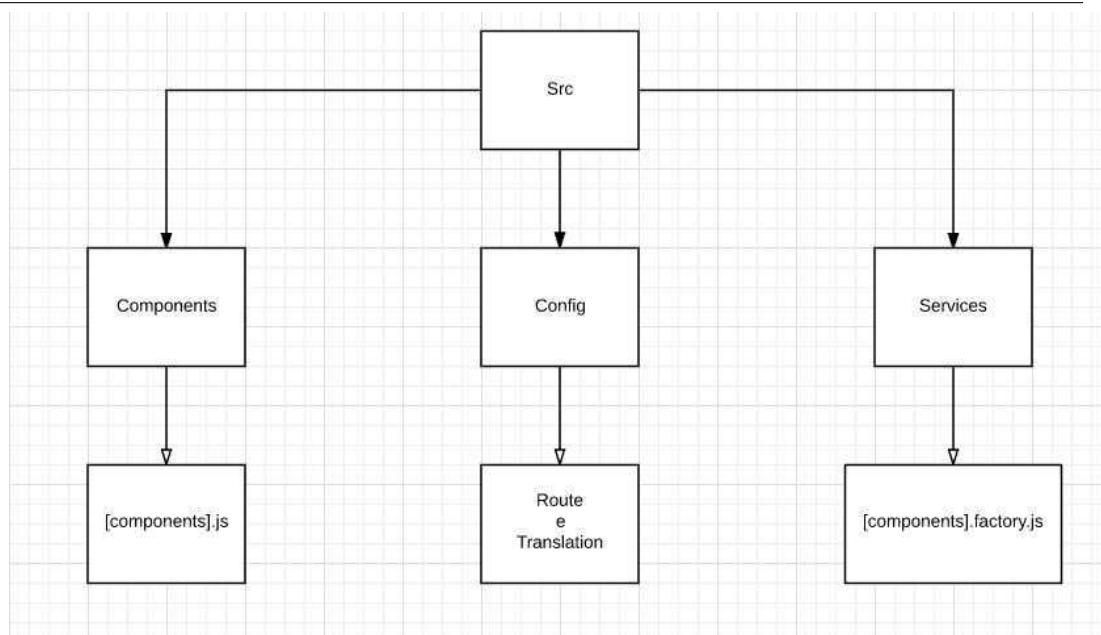 Src
Components
Config
Services
[components].js
Route
e
Translation
[components].factory.js